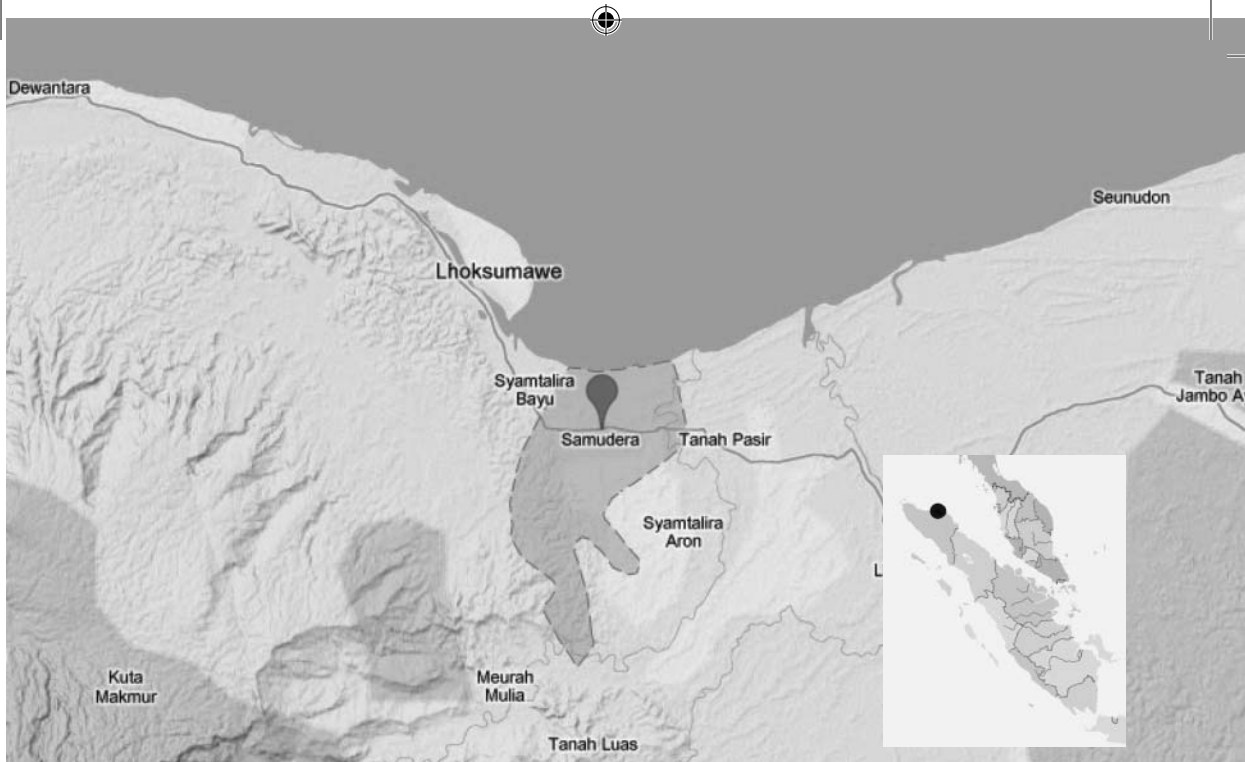 Dewantara
Seunudon
Lhoksumawe
Syamtalira
Bayu
Tanah
Jambo A
Samudera
Tanah Pasir
Syamtalira
Aron
L
Kuta
Makmur
Meurah
Mulia
Tanah Luas